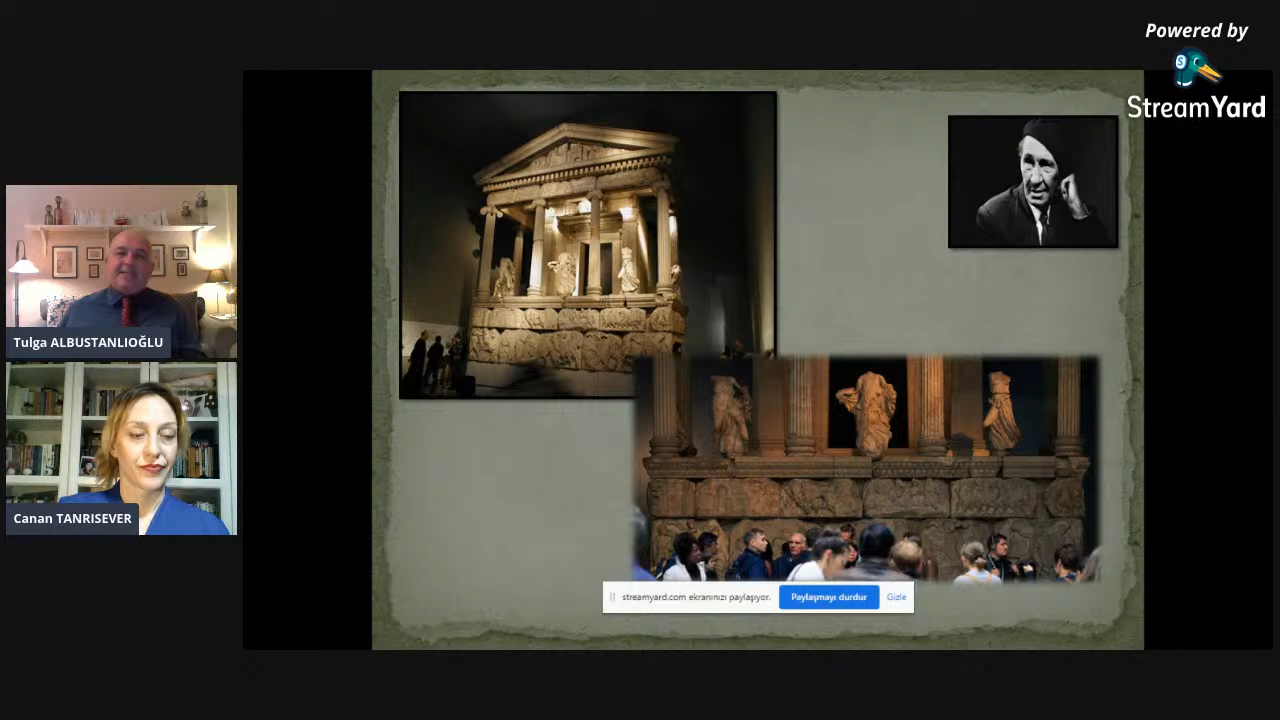 Powered by
StreamYard
Tulga ALBUSTANLIOĞLU
Canan TANRISEVER
streamyard.com ekranınızı paylaşıyor.
Paylaşmayı durdur
Gizle